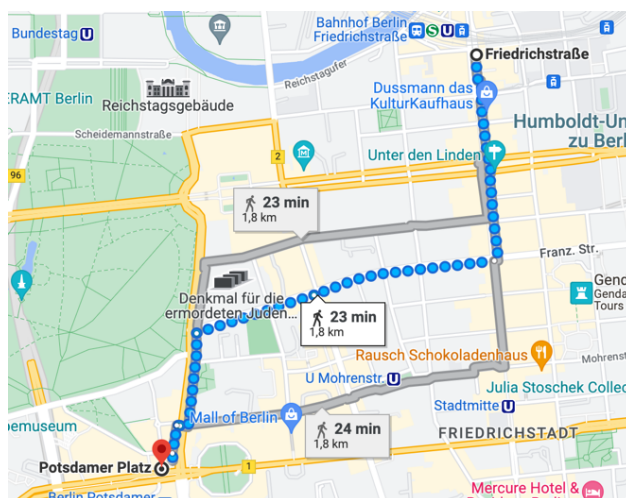 Bundestag U
Bahnhof Berlin
Friedrichstraße
S U
Friedrichstraße
Reichstagufer
Dussmann das
KulturKaufhaus
ERAMT Berlin
Reichstagsgebäude
Scheidemannstraße
Humboldt-Un
zu Berl
2
Unter den Linden
96
23 min
1,8 km
Franz. Str.
Denkmal für die
ermordeten Juden...
Gend
Genda
Tours
23 min
1,8 km
Rausch Schokoladenhaus
Mohrenst
U Mohrenstr. U
Julia Stoschek Collec
Stadtmitte U
Mall of Berlin
24 min
1,8 km
FRIEDRICHSTADT
bemuseum
Potsdamer Platz
1
Mercure Hotel &
Berlin Potsdamer